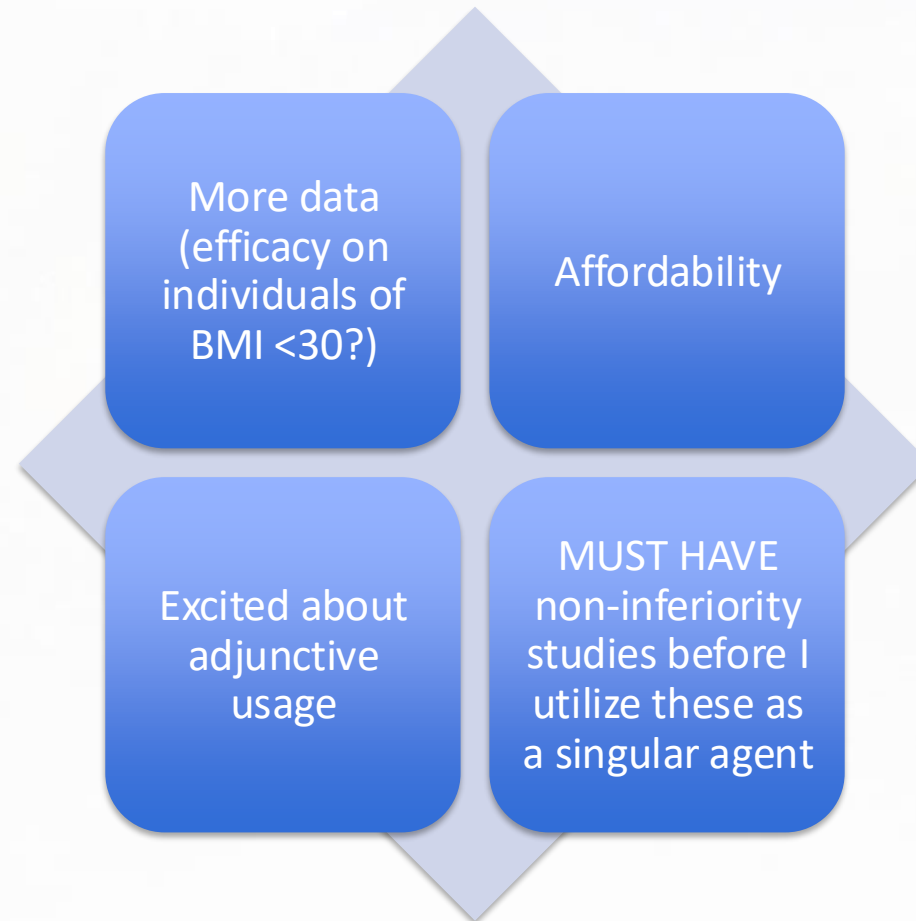 More data
(efficacy on
individuals of
BMI <30?)
Affordability
Excited about
adjunctive
usage
MUST HAVE
non-inferiority
studies before I
utilize these as
a singular agent